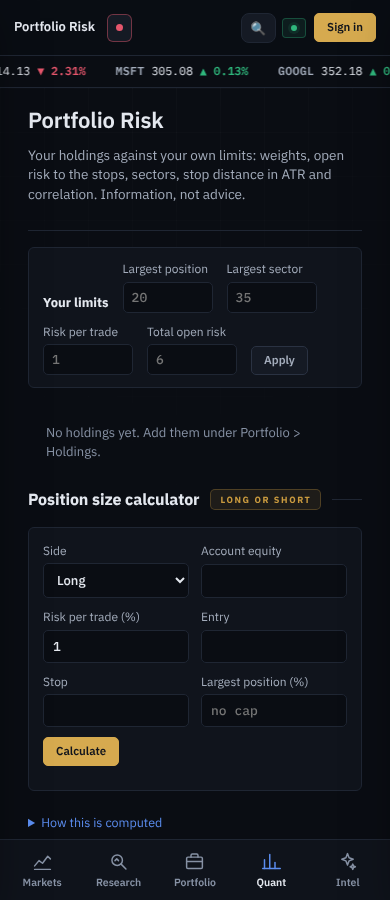 Portfolio Risk
Sign in
14.13 ▼ 2.31% MSFT 305.08 ▲ 0.13% GOOGL 352.18 ▲ 0
Portfolio Risk
Your holdings against your own limits: weights, open
risk to the stops, sectors, stop distance in ATR and
correlation. Information, not advice.
Largest position Largest sector
Your limits 20 35
Risk per trade Total open risk
1 6 Apply
No holdings yet. Add them under Portfolio >
Holdings.
Position size calculator LONG OR SHORT
Side Account equity
Long
Risk per trade (%) Entry
1
Stop Largest position (%)
no cap
Calculate
▶ How this is computed
Markets Research Portfolio Quant Intel